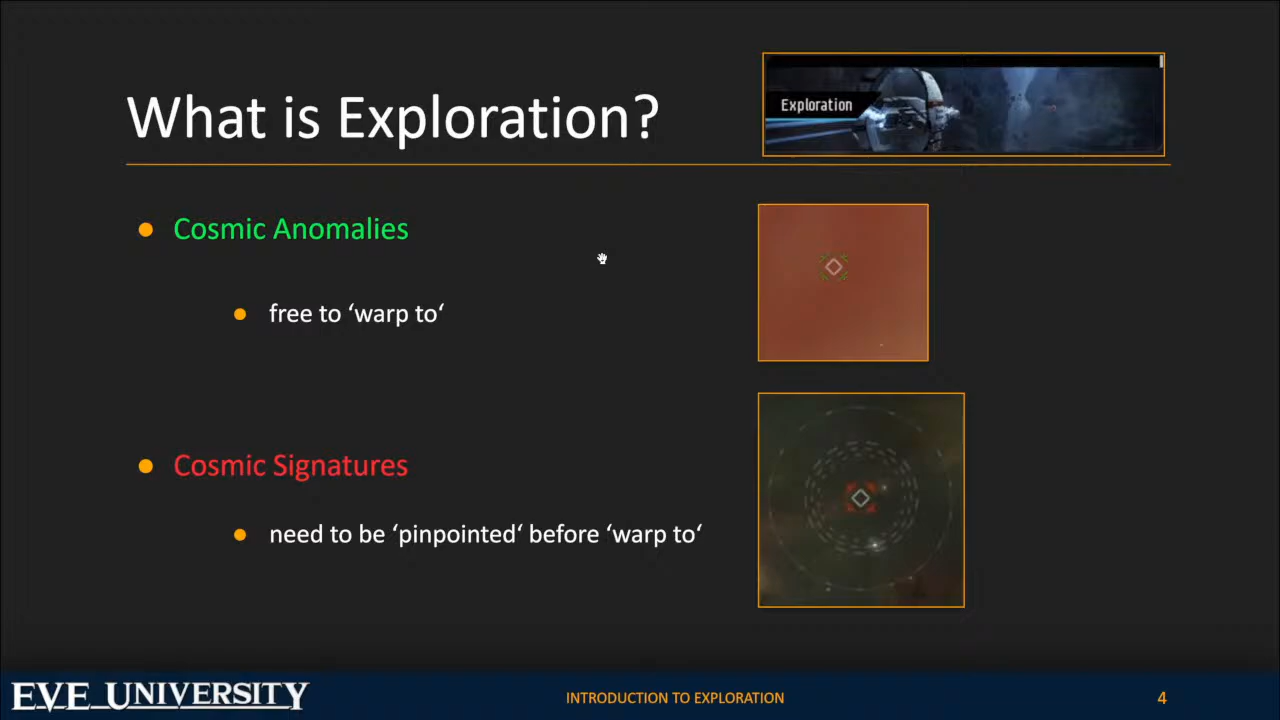 What is Exploration?
Exploration
Cosmic Anomalies
free to ‘warp to‘
Cosmic Signatures
need to be ‘pinpointed‘ before ‘warp to‘
EVE UNIVERSITY
INTRODUCTION TO EXPLORATION
4